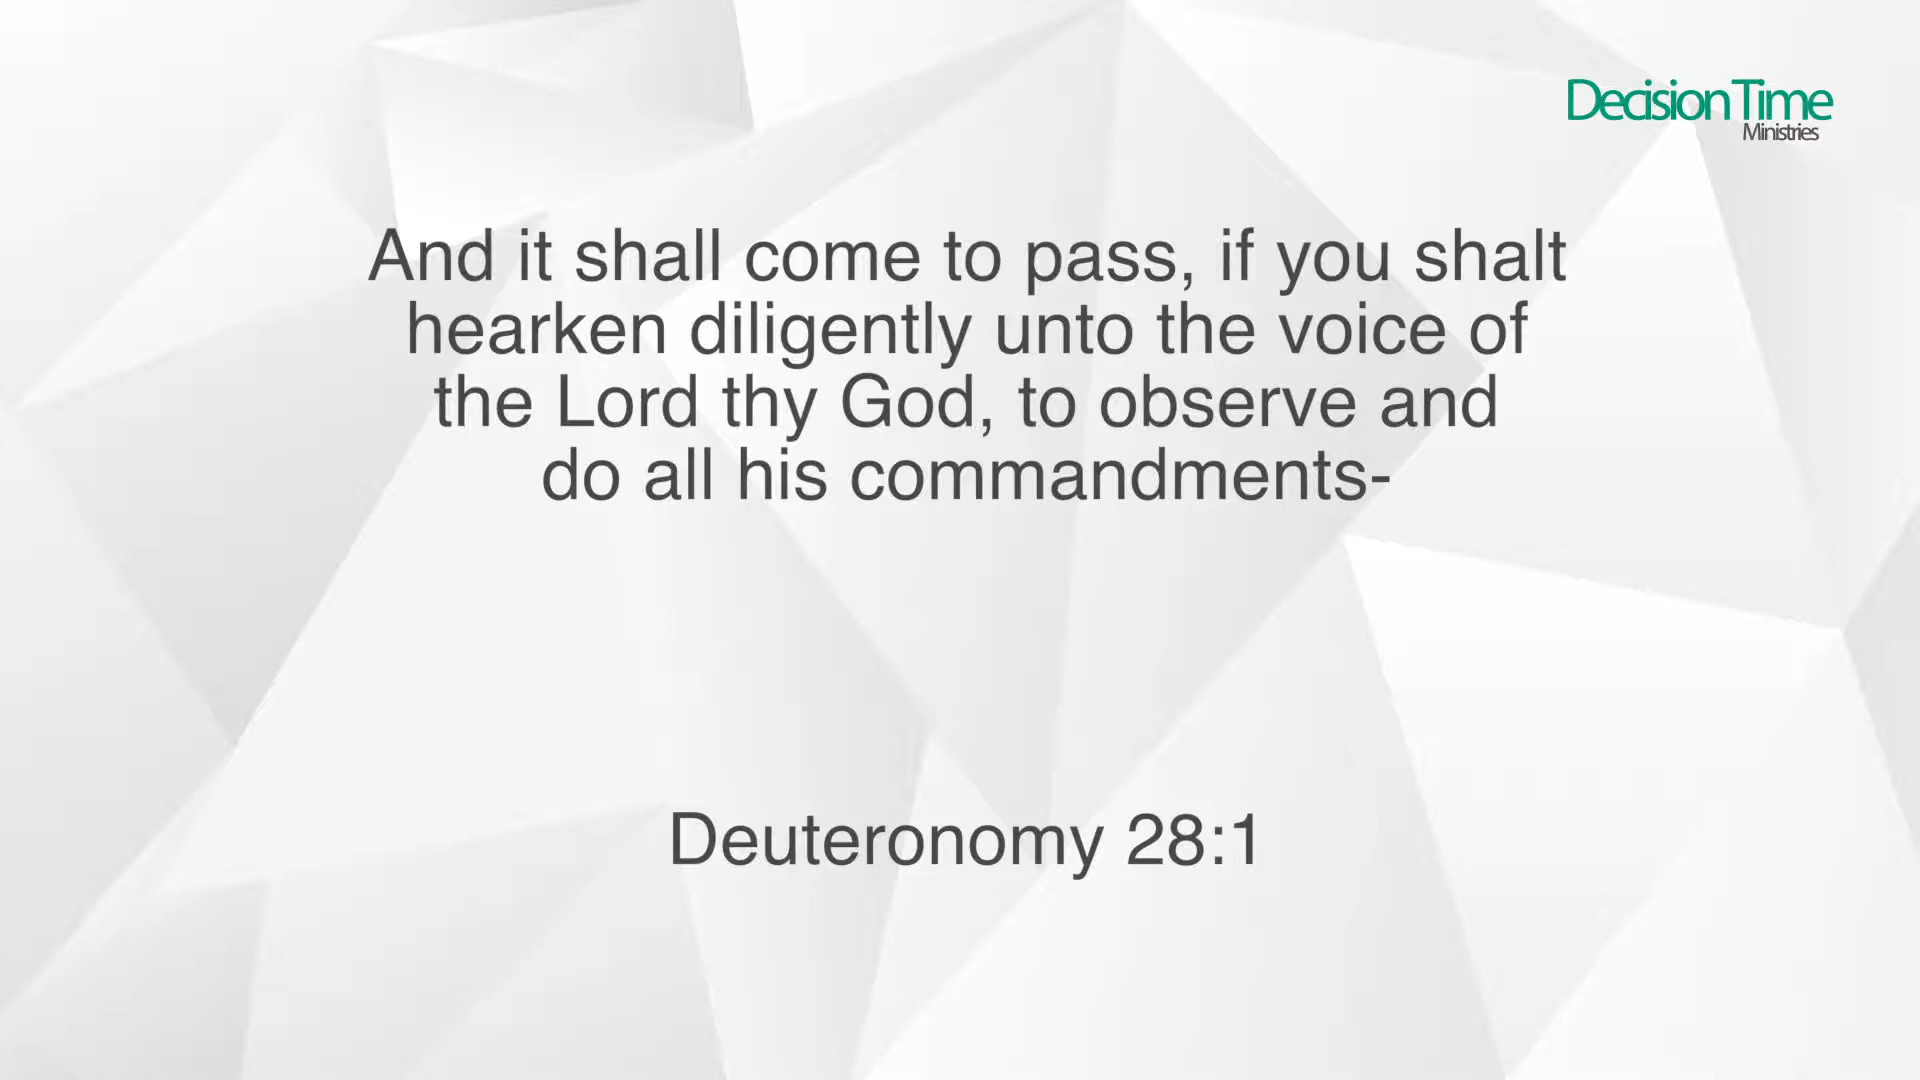 Decision Time
Ministries
And it shall come to pass, if you shalt
hearken diligently unto the voice of
the Lord thy God, to observe and
do all his commandments-
Deuteronomy 28:1